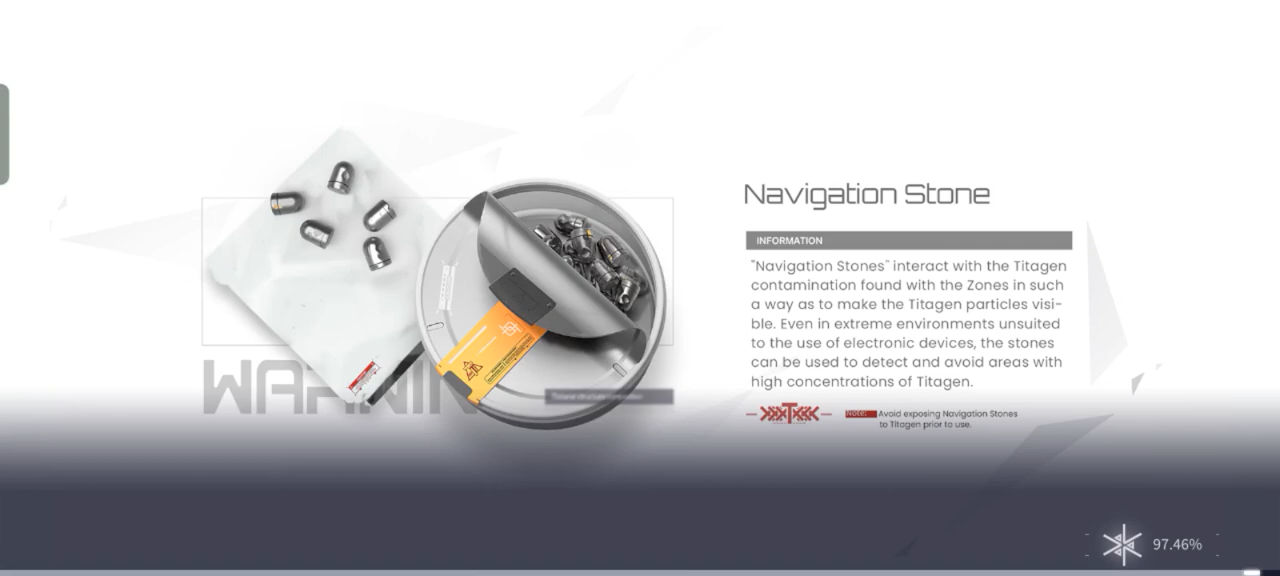 Navigation Stone
INFORMATION
"Navigation Stones" interact with the Titagen
contamination found with the Zones in such
a way as to make the Titagen particles visi-
ble. Even in extreme environments unsuited
to the use of electronic devices, the stones
can be used to detect and avoid areas with
high concentrations of Titagen.
Note: Avoid exposing Navigation Stones
to Titagen prior to use.
WARNIN
97.46%